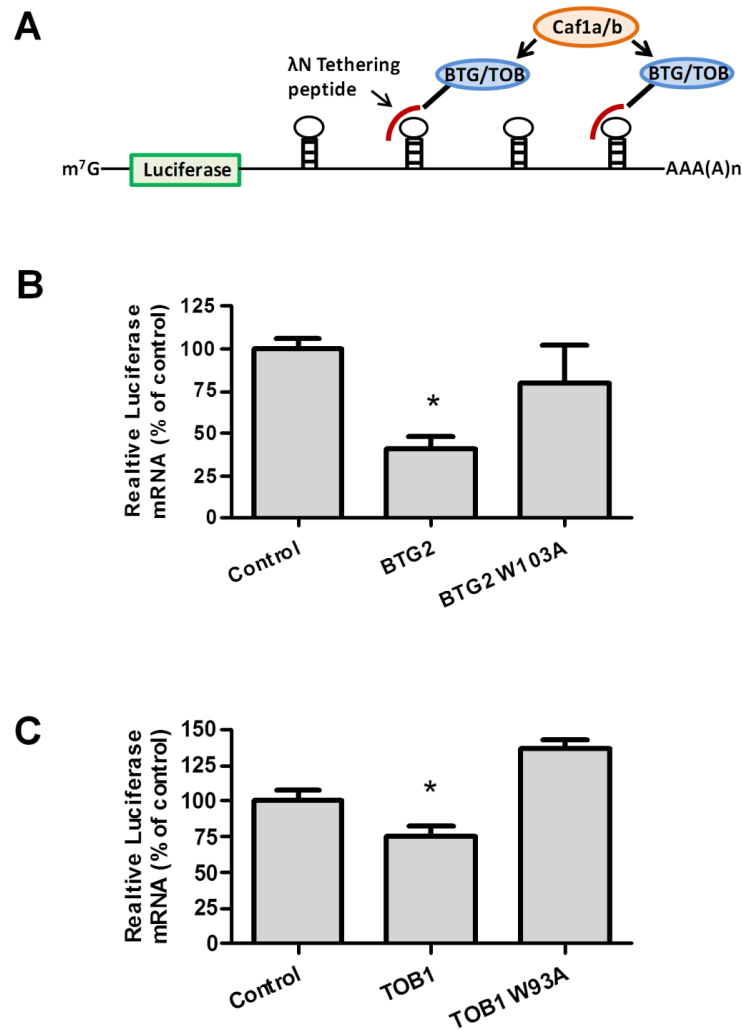 A
Caf1a/b
λN Tethering
peptide
BTG/TOB
BTG/TOB
m⁷G
Luciferase
AAA(A)n
B
Realtive Luciferase
mRNA (% of control)
125
100
75
50
25
0
*
Control
BTG2
BTG2 W103A
C
Realtive Luciferase
mRNA (% of control)
150
125
100
75
50
25
0
*
Control
TOB1
TOB1 W93A